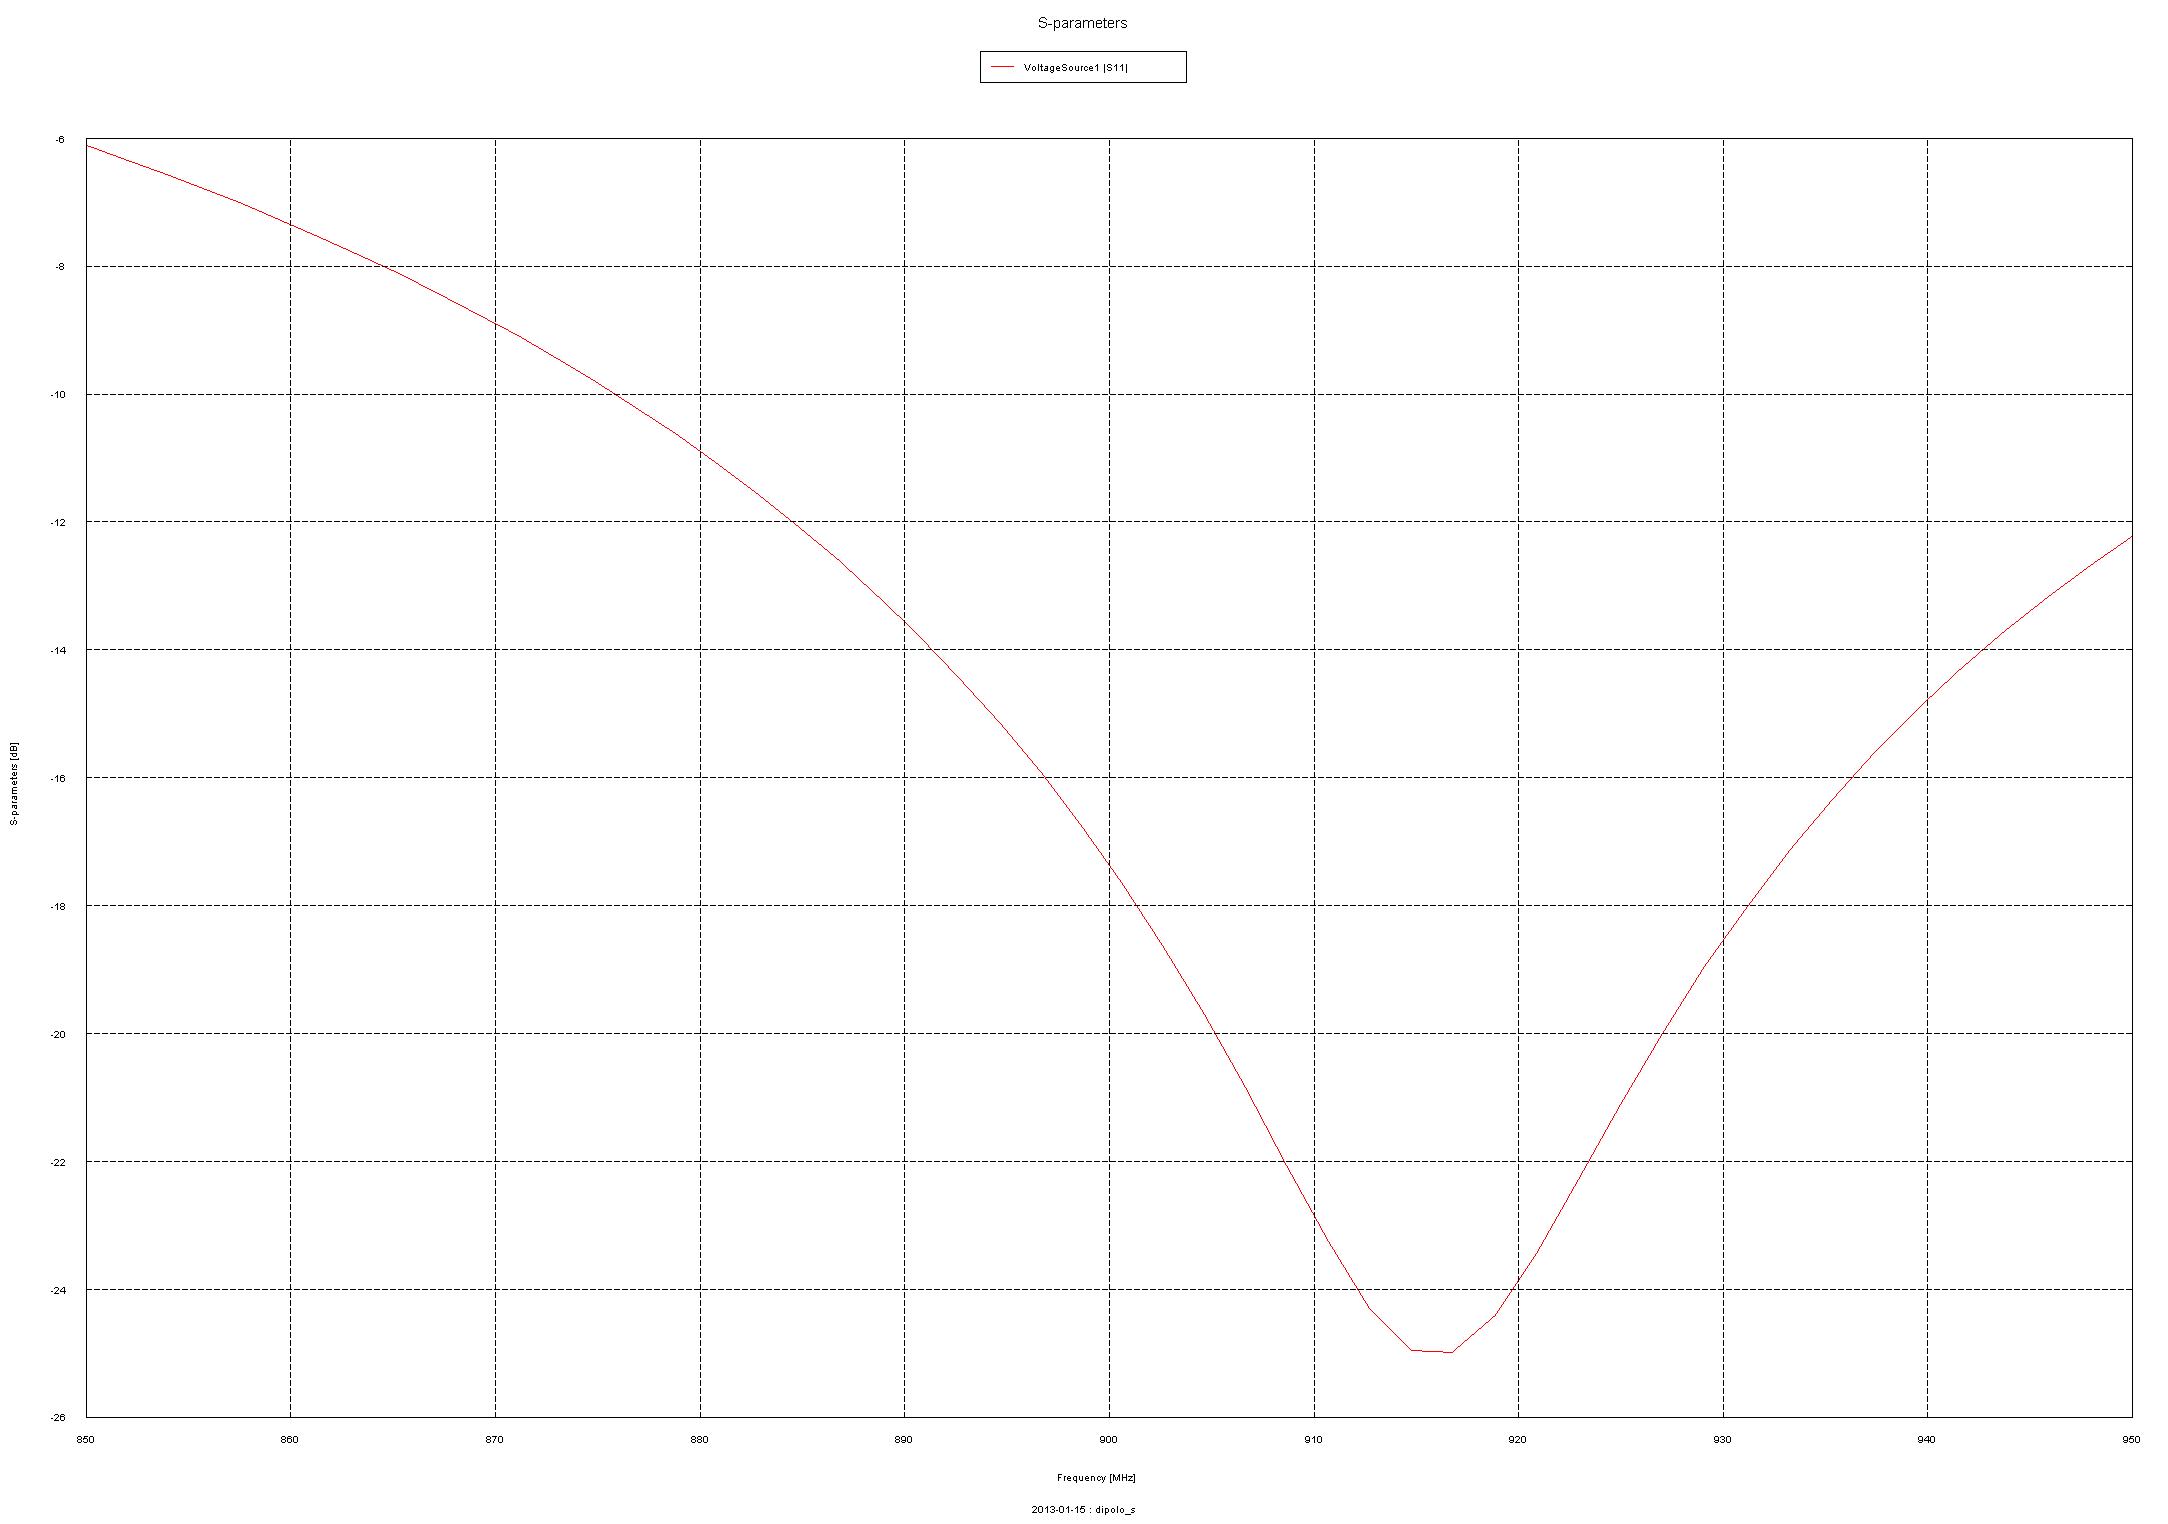 S-parameters
VoltageSource1 |S11|
-6
-8
-10
-12
-14
-16
-18
-20
-22
-24
-26
S-parameters [dB]
850 860 870 880 890 900 910 920 930 940 950
Frequency [MHz]
2013-01-15 : dipolo_s